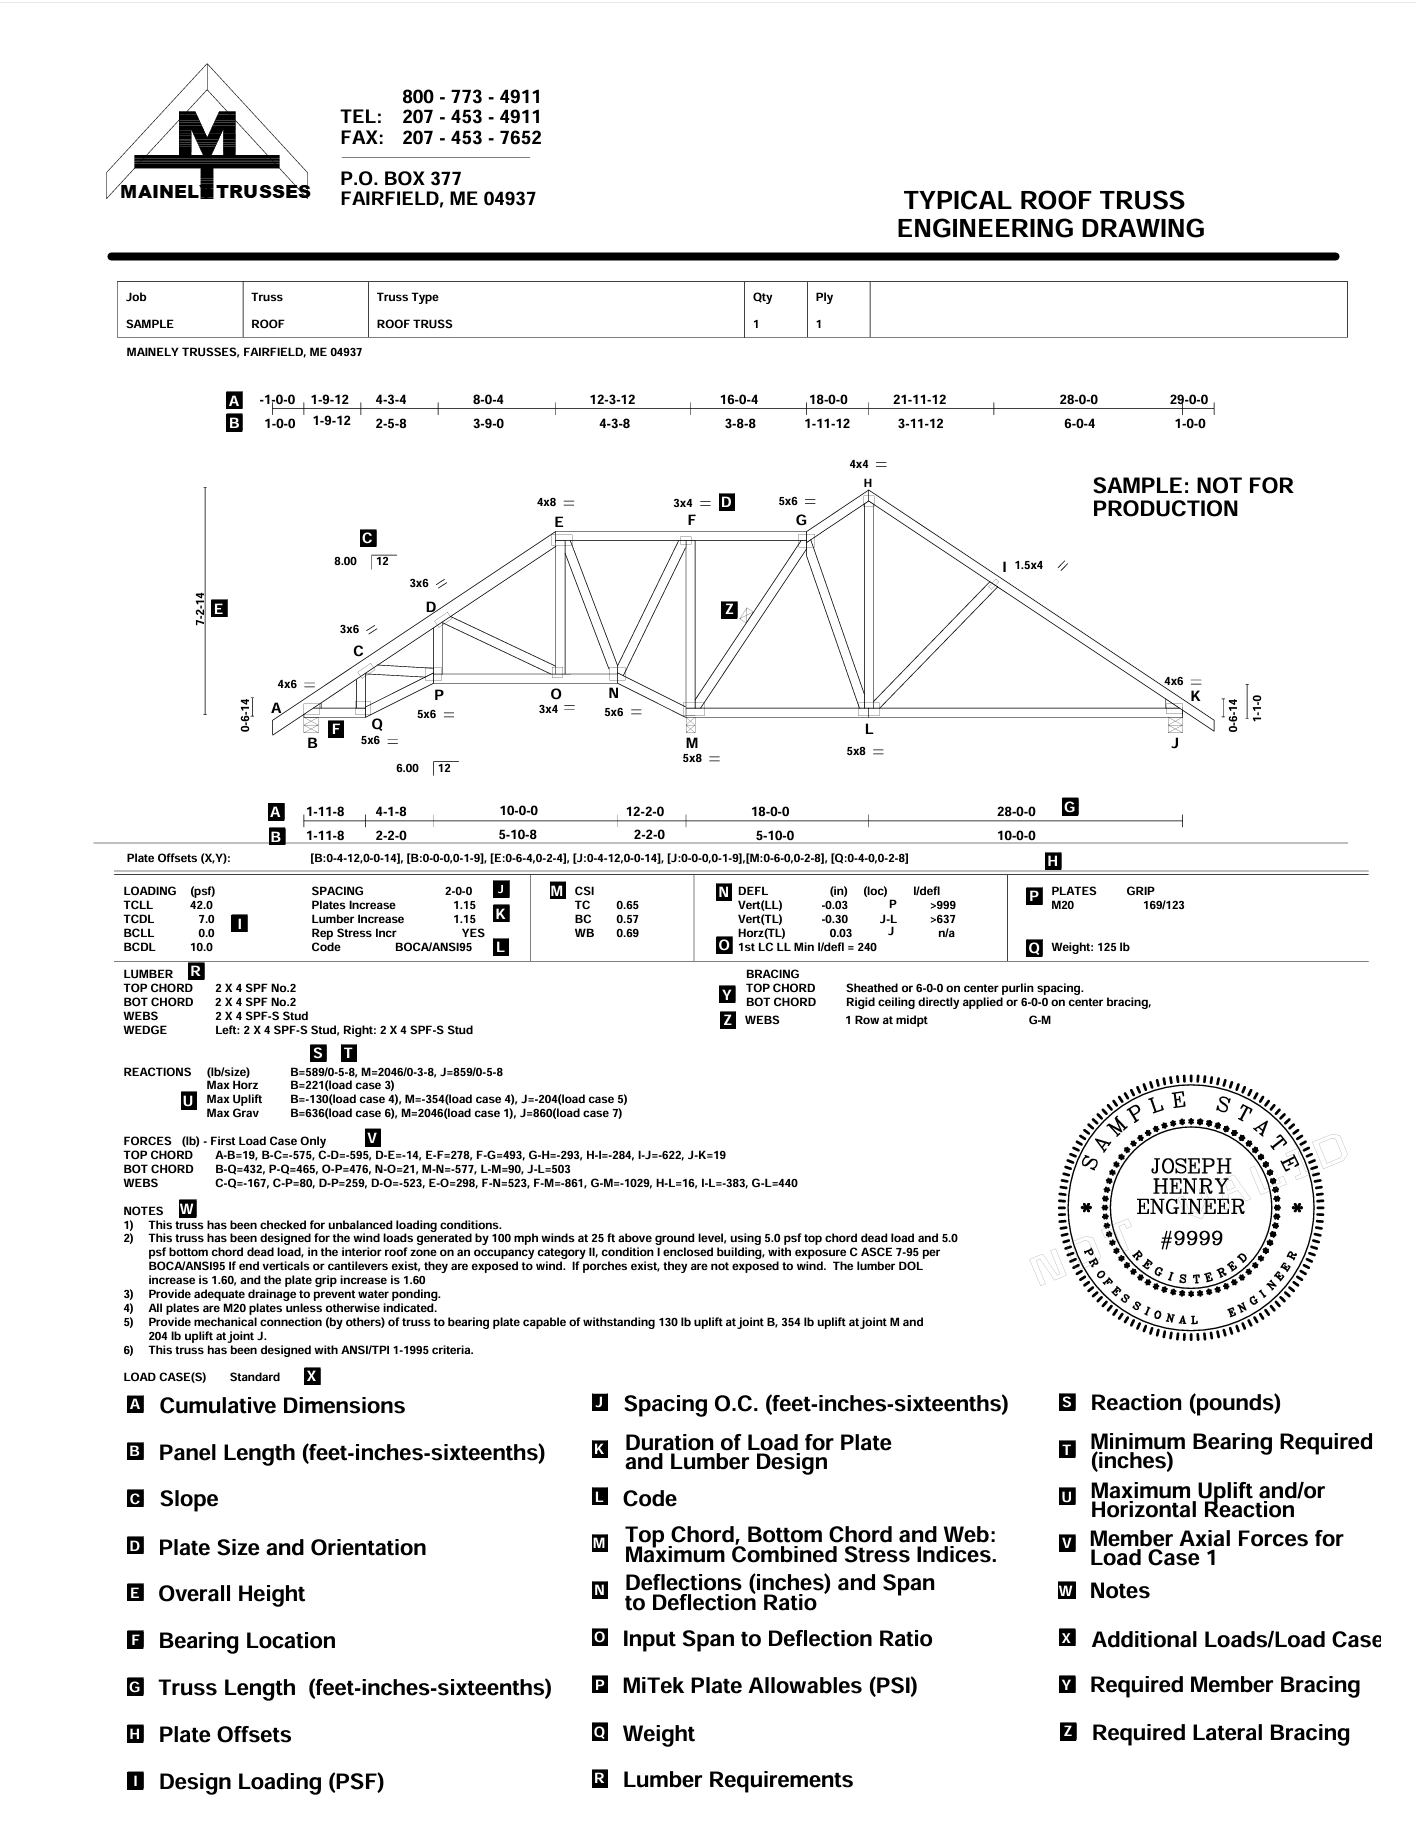 800 - 773 - 4911
TEL: 207 - 453 - 4911
FAX: 207 - 453 - 7652
P.O. BOX 377
FAIRFIELD, ME 04937
M
MAINELY TRUSSES
TYPICAL ROOF TRUSS
ENGINEERING DRAWING
Job Truss Truss Type Qty Ply
SAMPLE ROOF ROOF TRUSS 1 1
MAINELY TRUSSES, FAIRFIELD, ME 04937
A -1-0-0 1-9-12 4-3-4 8-0-4 12-3-12 16-0-4 18-0-0 21-11-12 28-0-0 29-0-0
B 1-0-0 1-9-12 2-5-8 3-9-0 4-3-8 3-8-8 1-11-12 3-11-12 6-0-4 1-0-0
4x4 =
H
SAMPLE: NOT FOR
PRODUCTION
4x8 = 3x4 = D 5x6 =
E F G
C
8.00 12
I 1.5x4
3x6
D
7-2-14 E
Z
3x6
C
4x6 =
4x6 =
A
K
P O N
5x6 = 3x4 = 5x6 =
0-6-14
0-6-14
1-1-0
F Q
B 5x6 =
M
5x8 =
L
5x8 =
J
6.00 12
A 1-11-8 4-1-8 10-0-0 12-2-0 18-0-0 28-0-0 G
B 1-11-8 2-2-0 5-10-8 2-2-0 5-10-0 10-0-0
Plate Offsets (X,Y): [B:0-4-12,0-0-14], [B:0-0-0,0-1-9], [E:0-6-4,0-2-4], [J:0-4-12,0-0-14], [J:0-0-0,0-1-9],[M:0-6-0,0-2-8], [Q:0-4-0,0-2-8] H
LOADING (psf)
TCLL 42.0
TCDL 7.0
BCLL 0.0
BCDL 10.0
I
SPACING 2-0-0 J
Plates Increase 1.15
Lumber Increase 1.15 K
Rep Stress Incr YES
Code BOCA/ANSI95 L
M CSI
TC 0.65
BC 0.57
WB 0.69
N DEFL (in) (loc) l/defl
Vert(LL) -0.03 P >999
Vert(TL) -0.30 J-L >637
Horz(TL) 0.03 J n/a
O 1st LC LL Min l/defl = 240
P PLATES GRIP
M20 169/123
Q Weight: 125 lb
LUMBER R
TOP CHORD 2 X 4 SPF No.2
BOT CHORD 2 X 4 SPF No.2
WEBS 2 X 4 SPF-S Stud
WEDGE Left: 2 X 4 SPF-S Stud, Right: 2 X 4 SPF-S Stud
BRACING
Y TOP CHORD Sheathed or 6-0-0 on center purlin spacing.
BOT CHORD Rigid ceiling directly applied or 6-0-0 on center bracing,
Z WEBS 1 Row at midpt G-M
S T
REACTIONS (lb/size) B=589/0-5-8, M=2046/0-3-8, J=859/0-5-8
Max Horz B=221(load case 3)
U Max Uplift B=-130(load case 4), M=-354(load case 4), J=-204(load case 5)
Max Grav B=636(load case 6), M=2046(load case 1), J=860(load case 7)
FORCES (lb) - First Load Case Only V
TOP CHORD A-B=19, B-C=-575, C-D=-595, D-E=-14, E-F=278, F-G=493, G-H=-293, H-I=-284, I-J=-622, J-K=19
BOT CHORD B-Q=432, P-Q=465, O-P=476, N-O=21, M-N=-577, L-M=90, J-L=503
WEBS C-Q=-167, C-P=80, D-P=259, D-O=-523, E-O=298, F-N=523, F-M=-861, G-M=-1029, H-L=16, I-L=-383, G-L=440
NOTES W
1) This truss has been checked for unbalanced loading conditions.
2) This truss has been designed for the wind loads generated by 100 mph winds at 25 ft above ground level, using 5.0 psf top chord dead load and 5.0
psf bottom chord dead load, in the interior roof zone on an occupancy category II, condition I enclosed building, with exposure C ASCE 7-95 per
BOCA/ANSI95 If end verticals or cantilevers exist, they are exposed to wind. If porches exist, they are not exposed to wind. The lumber DOL
increase is 1.60, and the plate grip increase is 1.60
3) Provide adequate drainage to prevent water ponding.
4) All plates are M20 plates unless otherwise indicated.
5) Provide mechanical connection (by others) of truss to bearing plate capable of withstanding 130 lb uplift at joint B, 354 lb uplift at joint M and
204 lb uplift at joint J.
6) This truss has been designed with ANSI/TPI 1-1995 criteria.
LOAD CASE(S) Standard X
SAMPLE STATE
JOSEPH
HENRY
ENGINEER
#9999
REGISTERED
PROFESSIONAL ENGINEER
A Cumulative Dimensions
B Panel Length (feet-inches-sixteenths)
C Slope
D Plate Size and Orientation
E Overall Height
F Bearing Location
G Truss Length (feet-inches-sixteenths)
H Plate Offsets
I Design Loading (PSF)
J Spacing O.C. (feet-inches-sixteenths)
K Duration of Load for Plate
and Lumber Design
L Code
M Top Chord, Bottom Chord and Web:
Maximum Combined Stress Indices.
N Deflections (inches) and Span
to Deflection Ratio
O Input Span to Deflection Ratio
P MiTek Plate Allowables (PSI)
Q Weight
R Lumber Requirements
S Reaction (pounds)
T Minimum Bearing Required
(inches)
U Maximum Uplift and/or
Horizontal Reaction
V Member Axial Forces for
Load Case 1
W Notes
X Additional Loads/Load Case
Y Required Member Bracing
Z Required Lateral Bracing